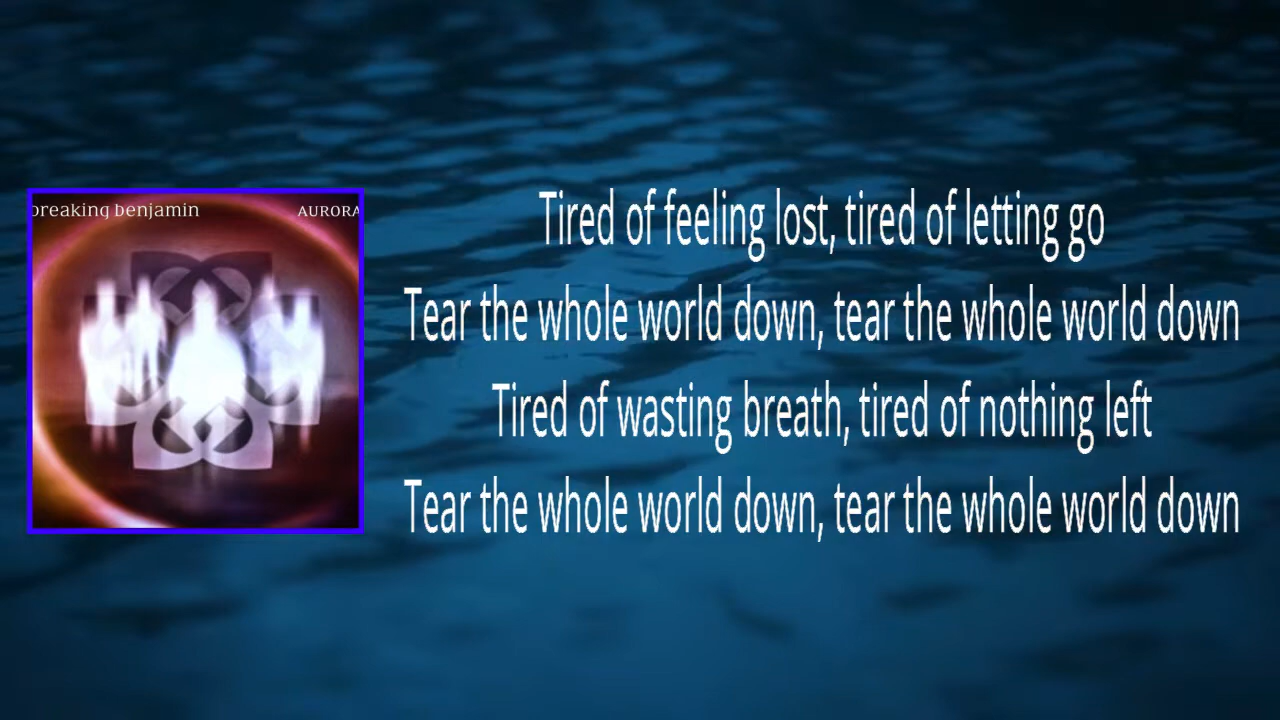 breaking benjamin
AURORA
Tired of feeling lost, tired of letting go
Tear the whole world down, tear the whole world down
Tired of wasting breath, tired of nothing left
Tear the whole world down, tear the whole world down